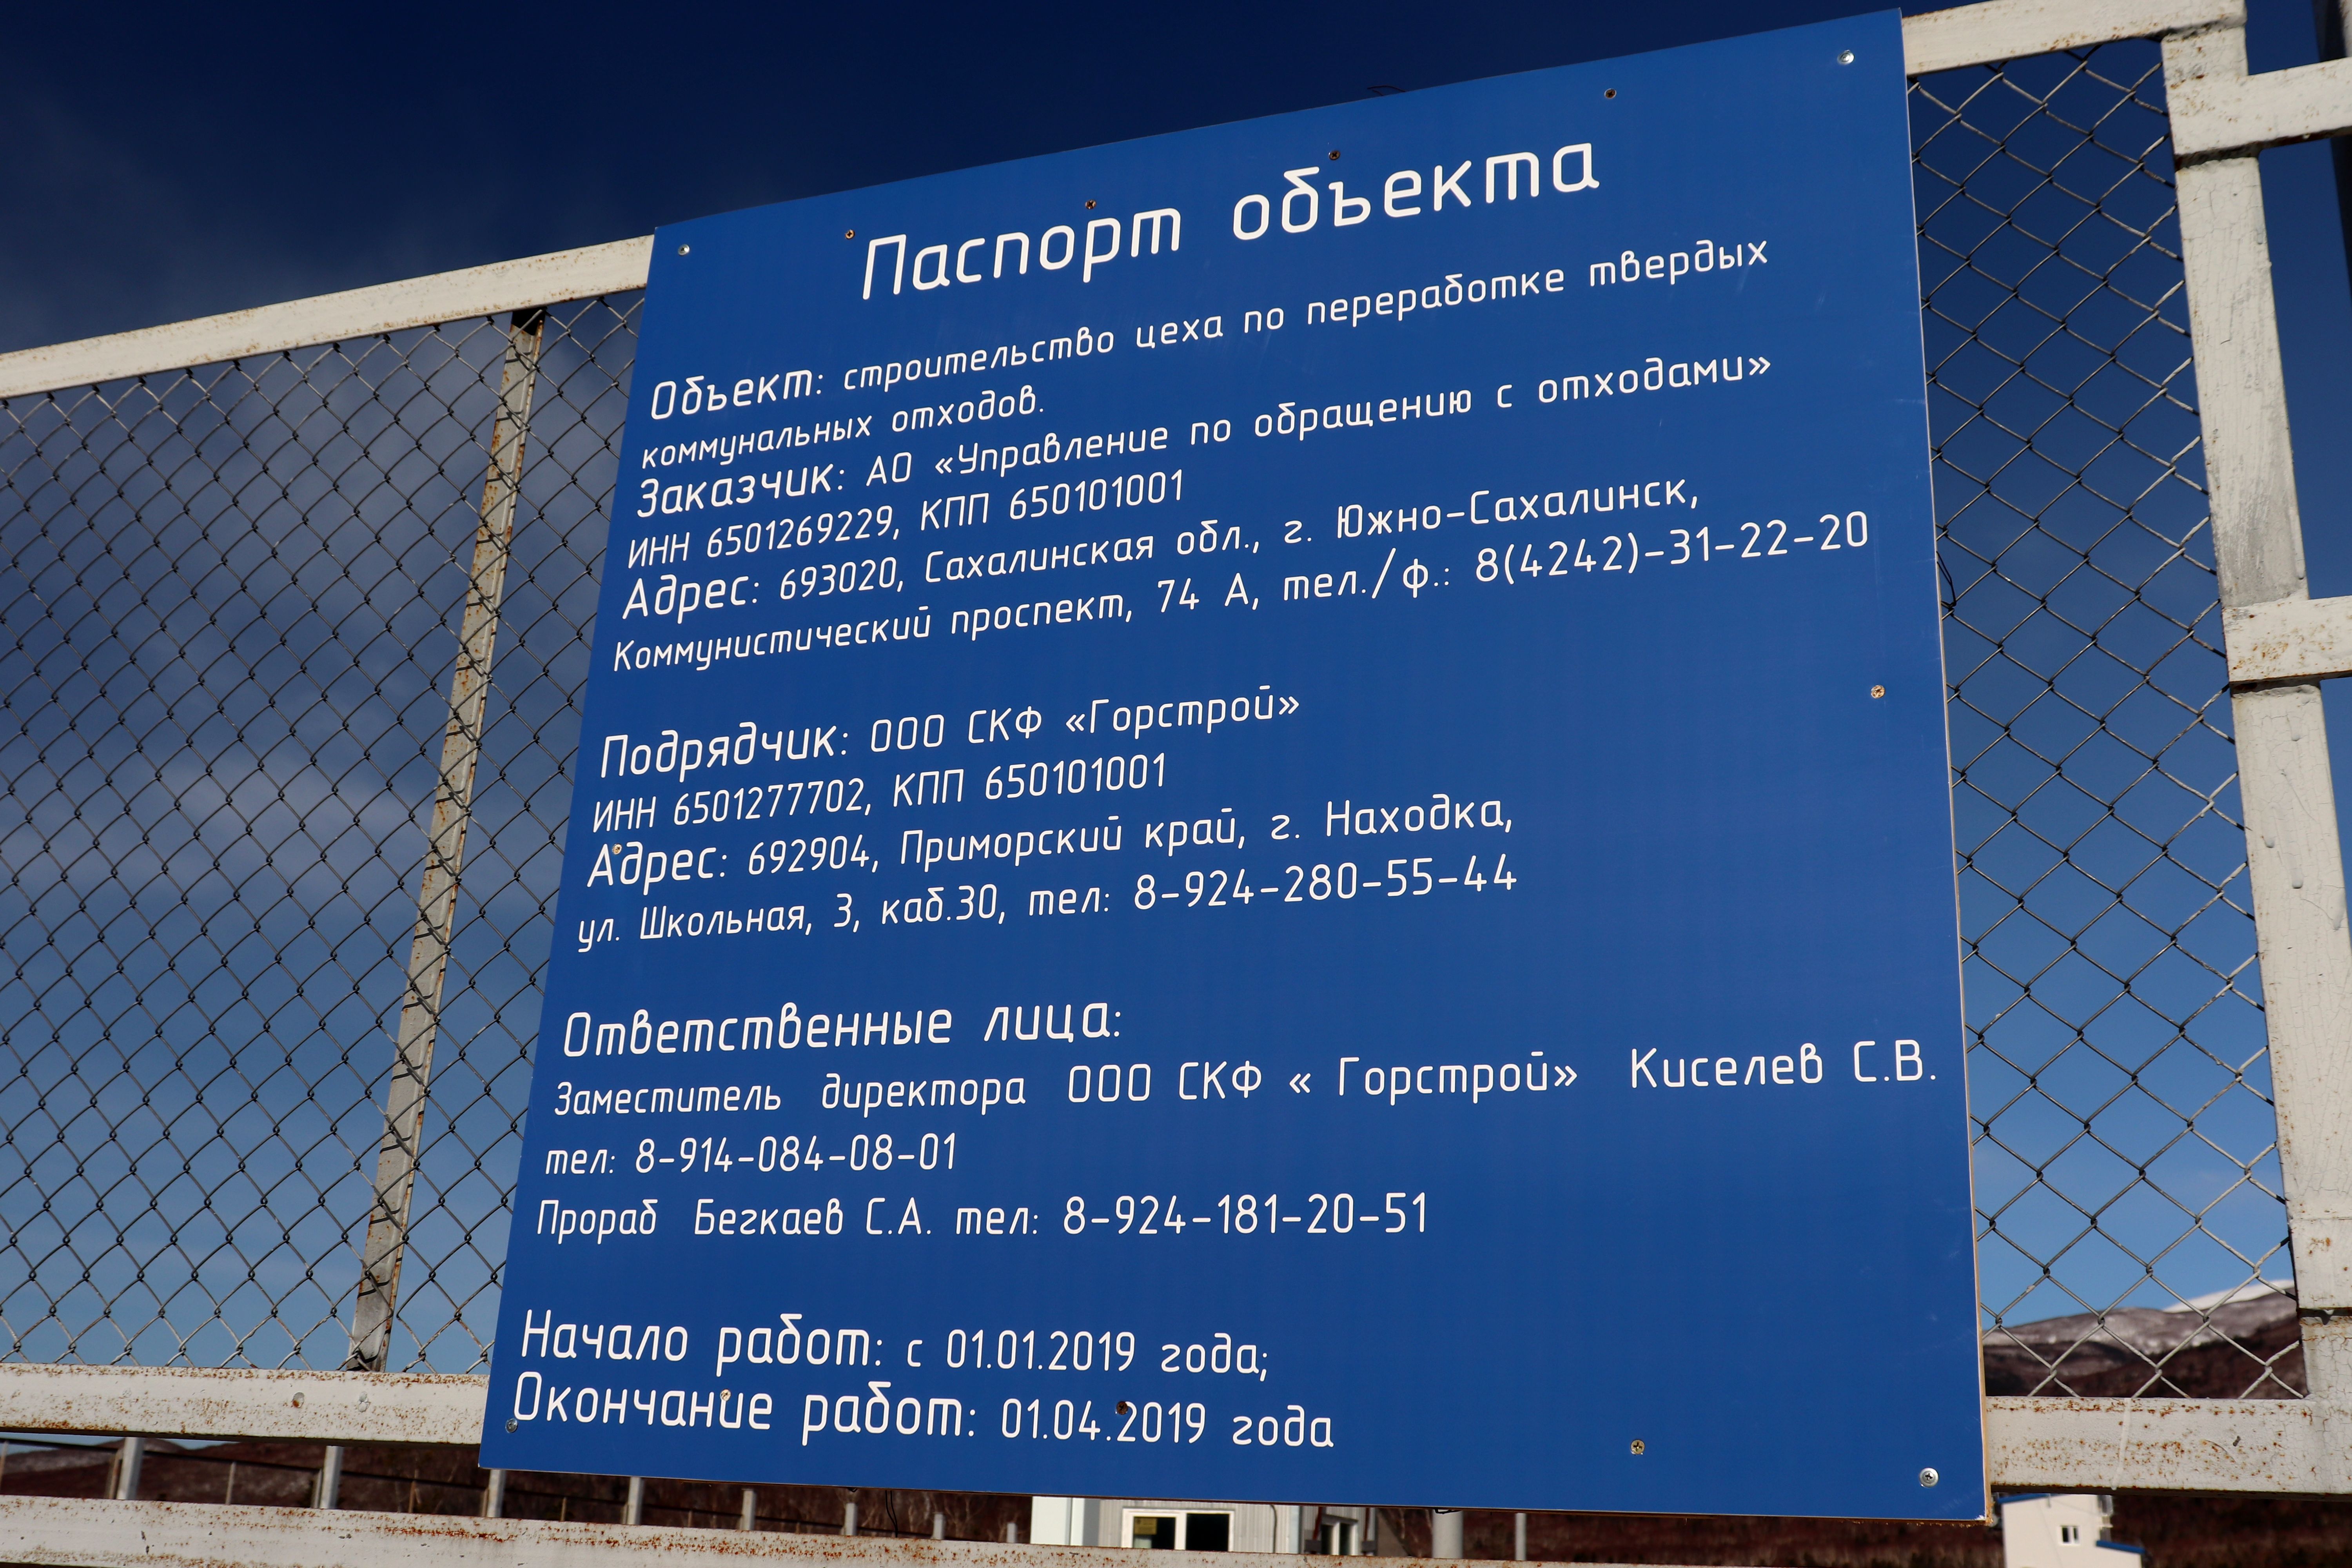 Паспорт объекта
Объект: строительство цеха по переработке твердых
коммунальных отходов.
Заказчик: АО «Управление по обращению с отходами»
ИНН 6501269229, КПП 650101001
Адрес: 693020, Сахалинская обл., г. Южно-Сахалинск,
Коммунистический проспект, 74 А, тел./ф.: 8(4242)-31-22-20
Подрядчик: ООО СКФ «Горстрой»
ИНН 6501277702, КПП 650101001
Адрес: 692904, Приморский край, г. Находка,
ул. Школьная, 3, каб.30, тел: 8-924-280-55-44
Ответственные лица:
Заместитель директора ООО СКФ « Горстрой» Киселев С.В.
тел: 8-914-084-08-01
Прораб Бегкаев С.А. тел: 8-924-181-20-51
Начало работ: с 01.01.2019 года;
Окончание работ: 01.04.2019 года